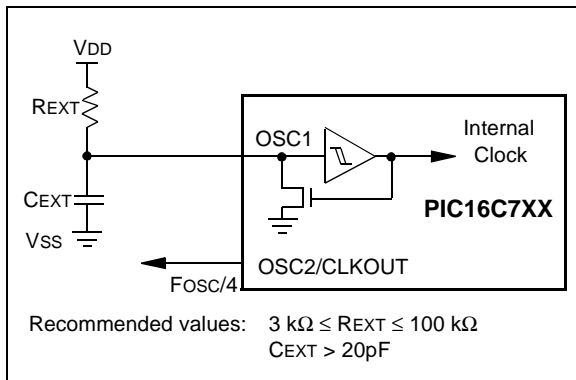 VDD
REXT
OSC1
Internal
Clock
CEXT
PIC16C7XX
VSS
OSC2/CLKOUT
FOSC/4
Recommended values: 3 kΩ ≤ REXT ≤ 100 kΩ
CEXT > 20pF